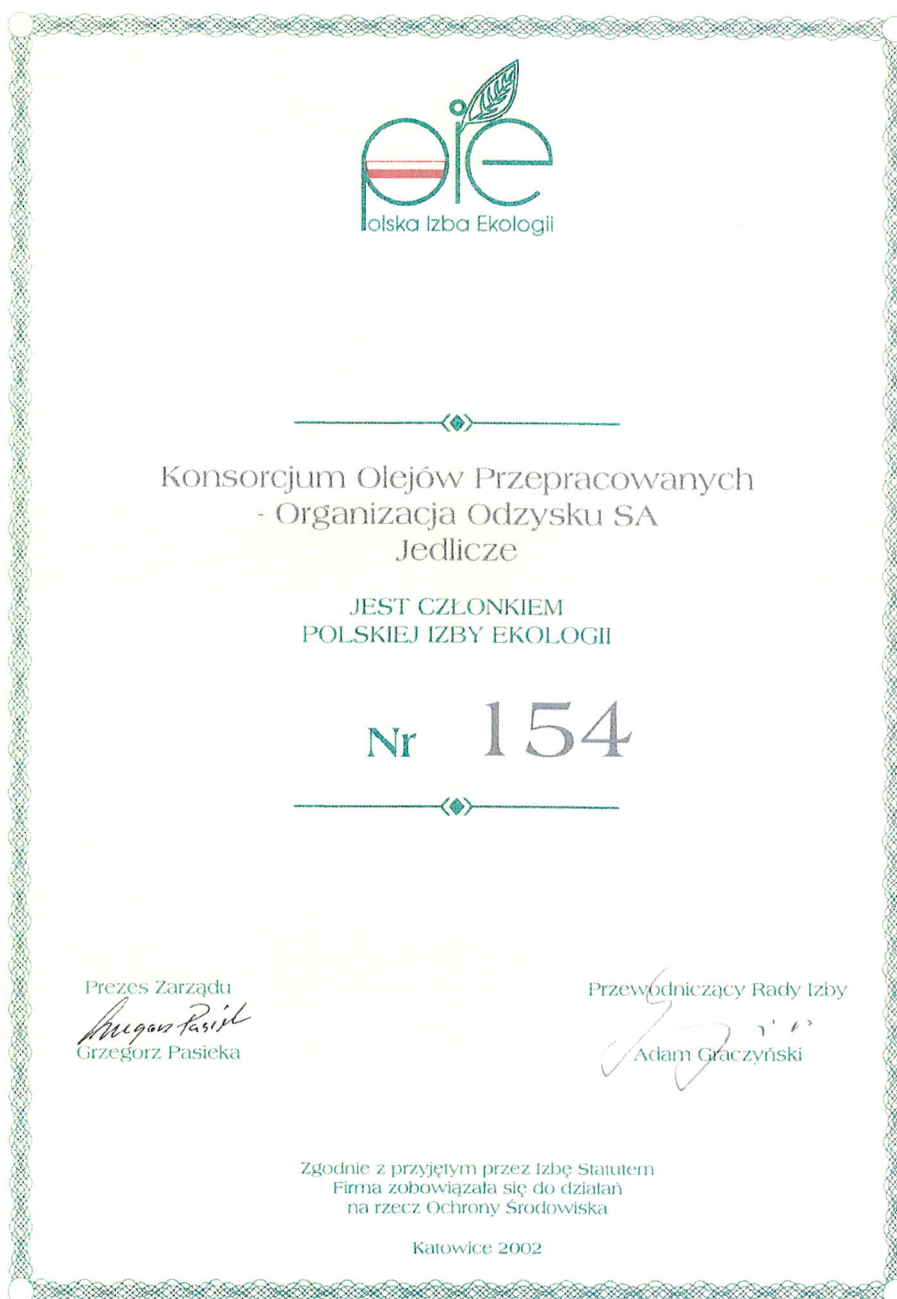 pie
Polska Izba Ekologii
Konsorcjum Olejów Przepracowanych
- Organizacja Odzysku SA
Jedlicze
JEST CZŁONKIEM
POLSKIEJ IZBY EKOLOGII
Nr 154
Prezes Zarządu
Grzegorz Pasieka
Przewodniczący Rady Izby
Adam Graczyński
Zgodnie z przyjętym przez Izbę Statutem
Firma zobowiązała się do działań
na rzecz Ochrony Środowiska
Katowice 2002